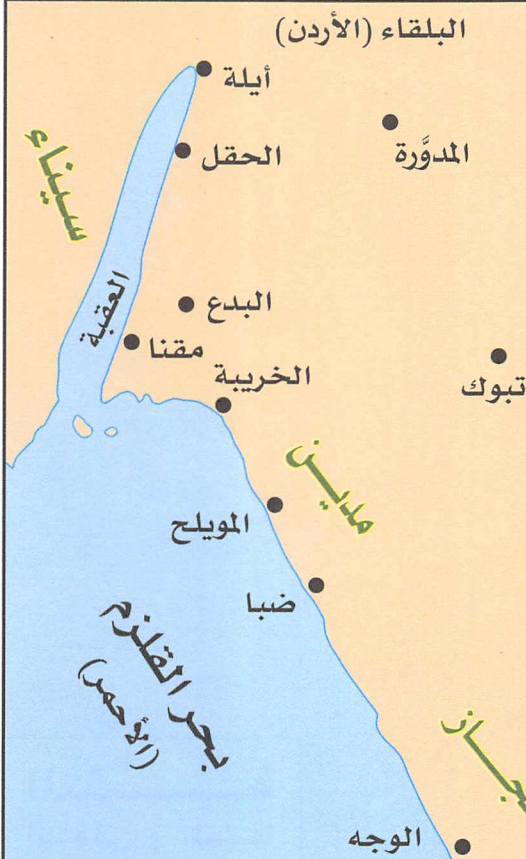 البلقاء (الأردن)
أيلة
المدوَّرة
الحقل
سيناء
العقبة
البدع
مقنا
الخريبة
تبوك
مدين
المويلح
ضبا
بحر القلزم
(الأحمر)
جاز
الوجه